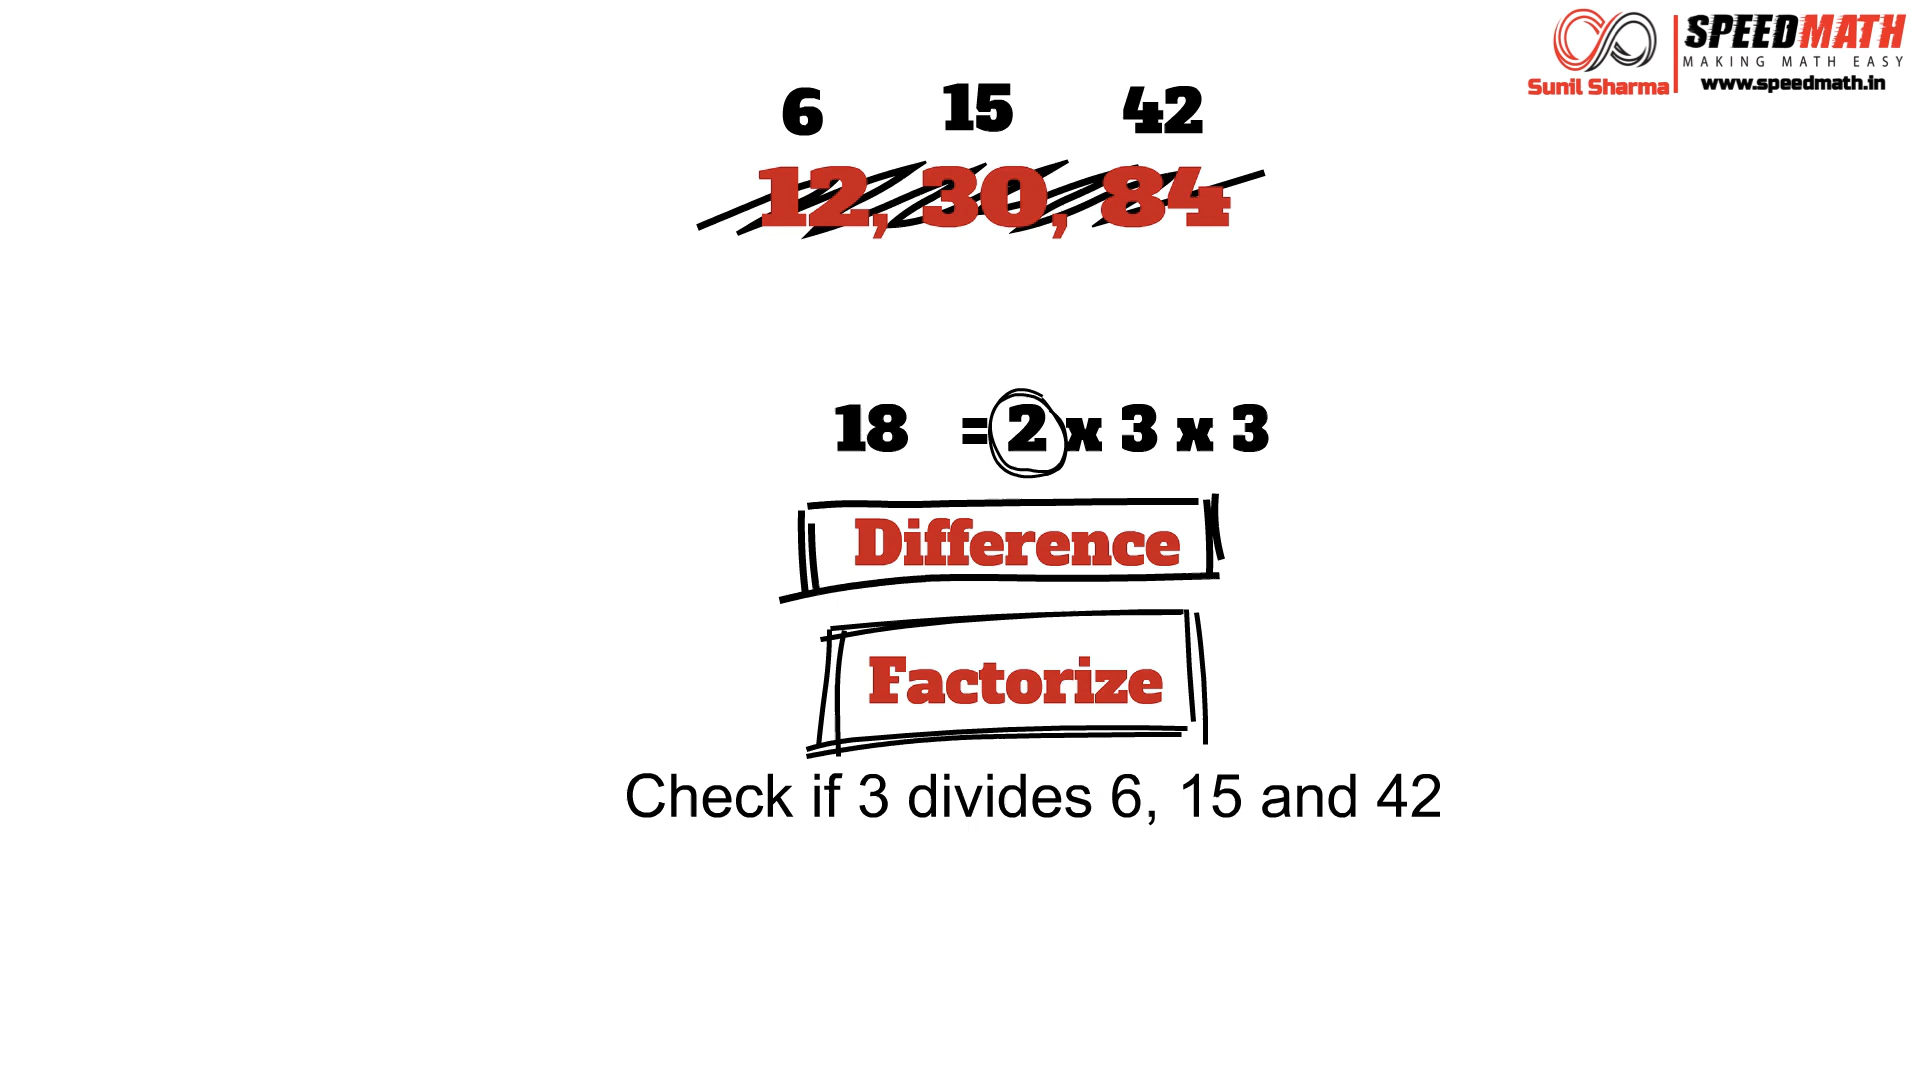 SPEEDMATH
MAKING MATH EASY
Sunil Sharma
www.speedmath.in
6 15 42
12, 30, 84
18 = 2 x 3 x 3
Difference
Factorize
Check if 3 divides 6, 15 and 42